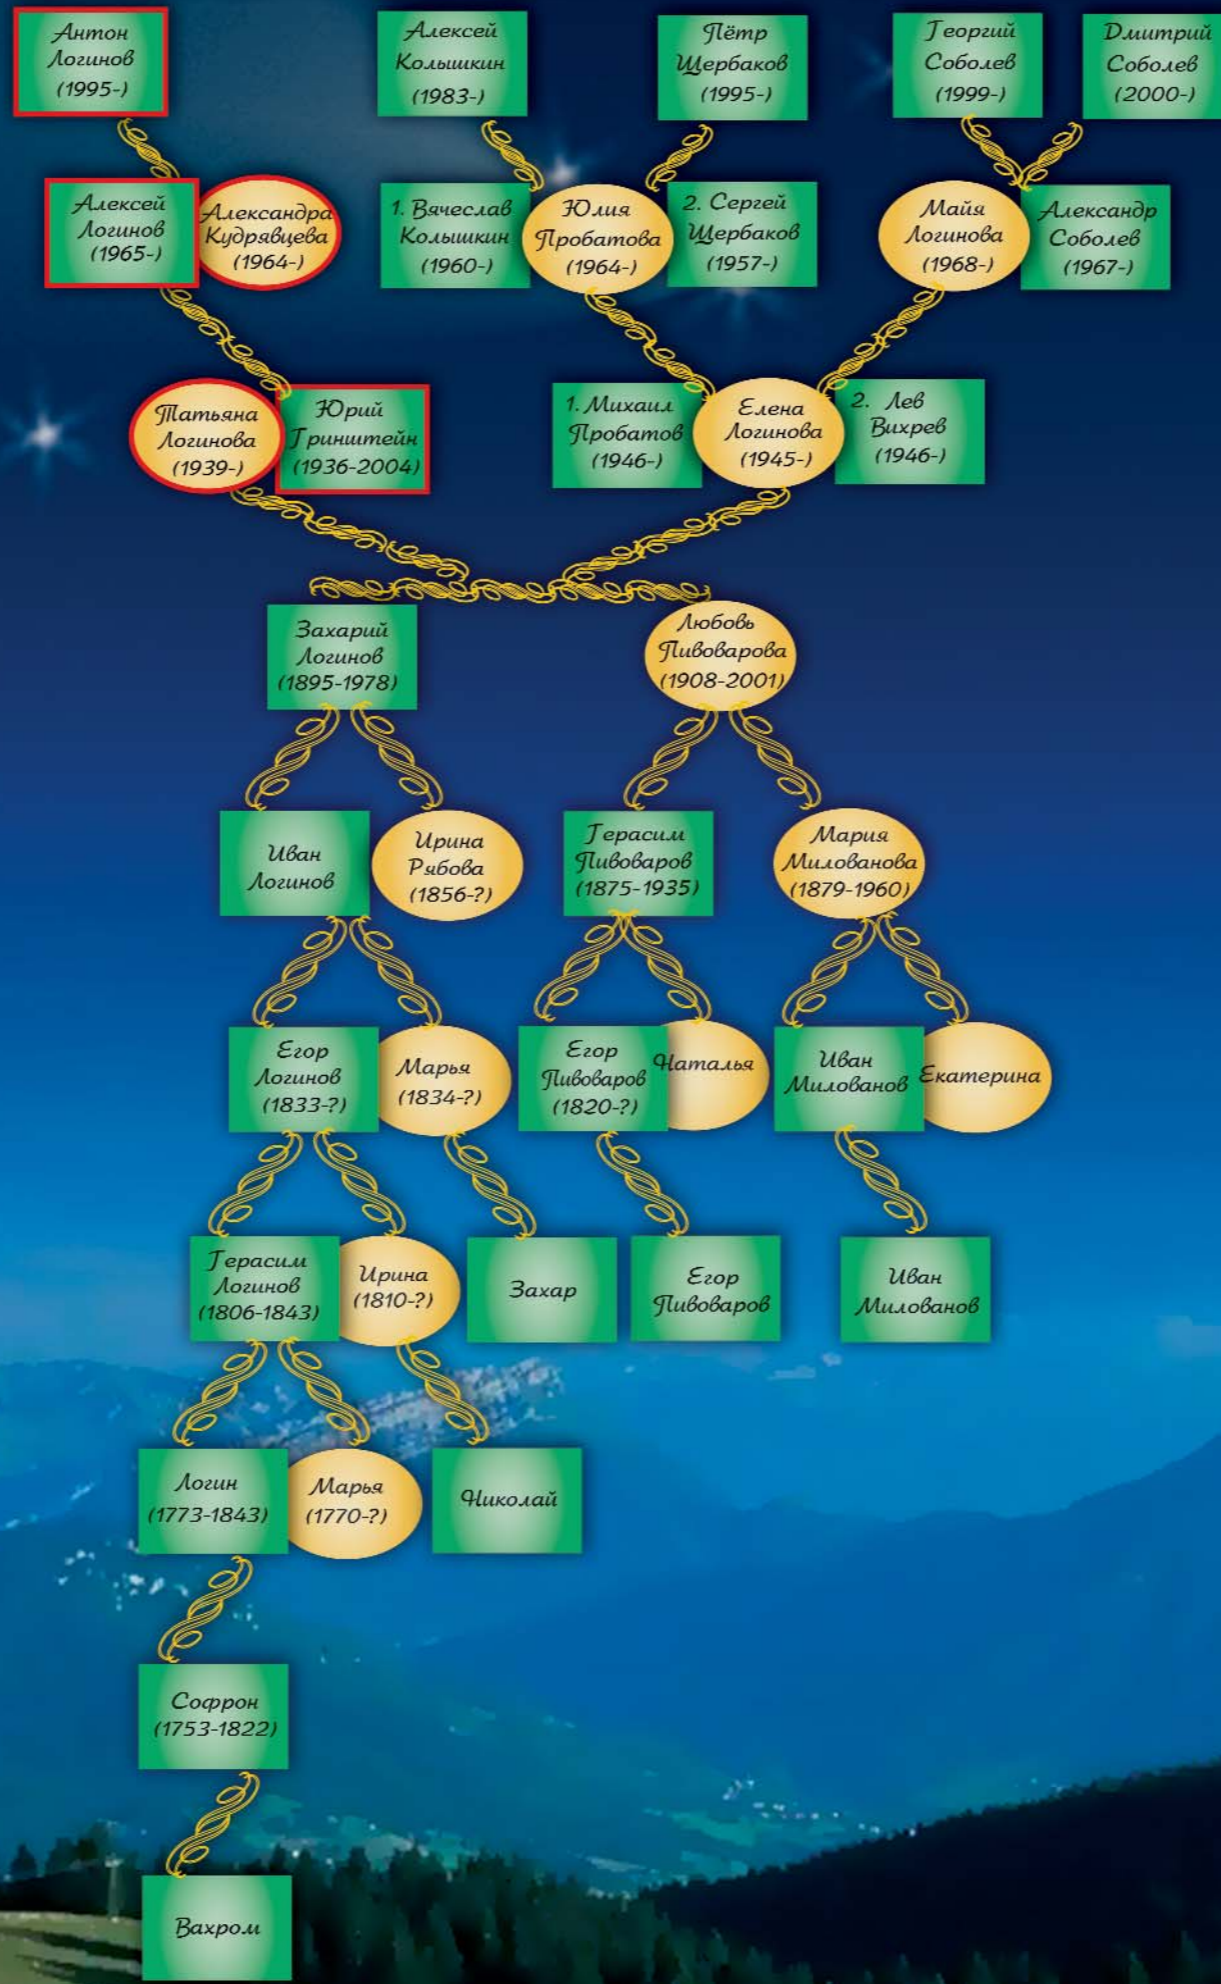 Антон
Логинов
(1995-)
Алексей
Колышкин
(1983-)
Пётр
Щербаков
(1995-)
Георгий
Соболев
(1999-)
Дмитрий
Соболев
(2000-)
Алексей
Логинов
(1965-)
Александра
Кудрявцева
(1964-)
1. Вячеслав
Колышкин
(1960-)
Юлия
Пробатова
(1964-)
2. Сергей
Щербаков
(1957-)
Майя
Логинова
(1968-)
Александр
Соболев
(1967-)
Татьяна
Логинова
(1939-)
Юрий
Гринштейн
(1936-2004)
1. Михаил
Пробатов
(1946-)
Елена
Логинова
(1945-)
2. Лев
Вихрев
(1946-)
Захарий
Логинов
(1895-1978)
Любовь
Пивоварова
(1908-2001)
Иван
Логинов
Ирина
Рябова
(1856-?)
Герасим
Пивоваров
(1875-1935)
Мария
Милованова
(1879-1960)
Егор
Логинов
(1833-?)
Марья
(1834-?)
Егор
Пивоваров
(1820-?)
Наталья
Иван
Милованов
Екатерина
Герасим
Логинов
(1806-1843)
Ирина
(1810-?)
Захар
Егор
Пивоваров
Иван
Милованов
Логин
(1773-1843)
Марья
(1770-?)
Николай
Софрон
(1753-1822)
Вахром